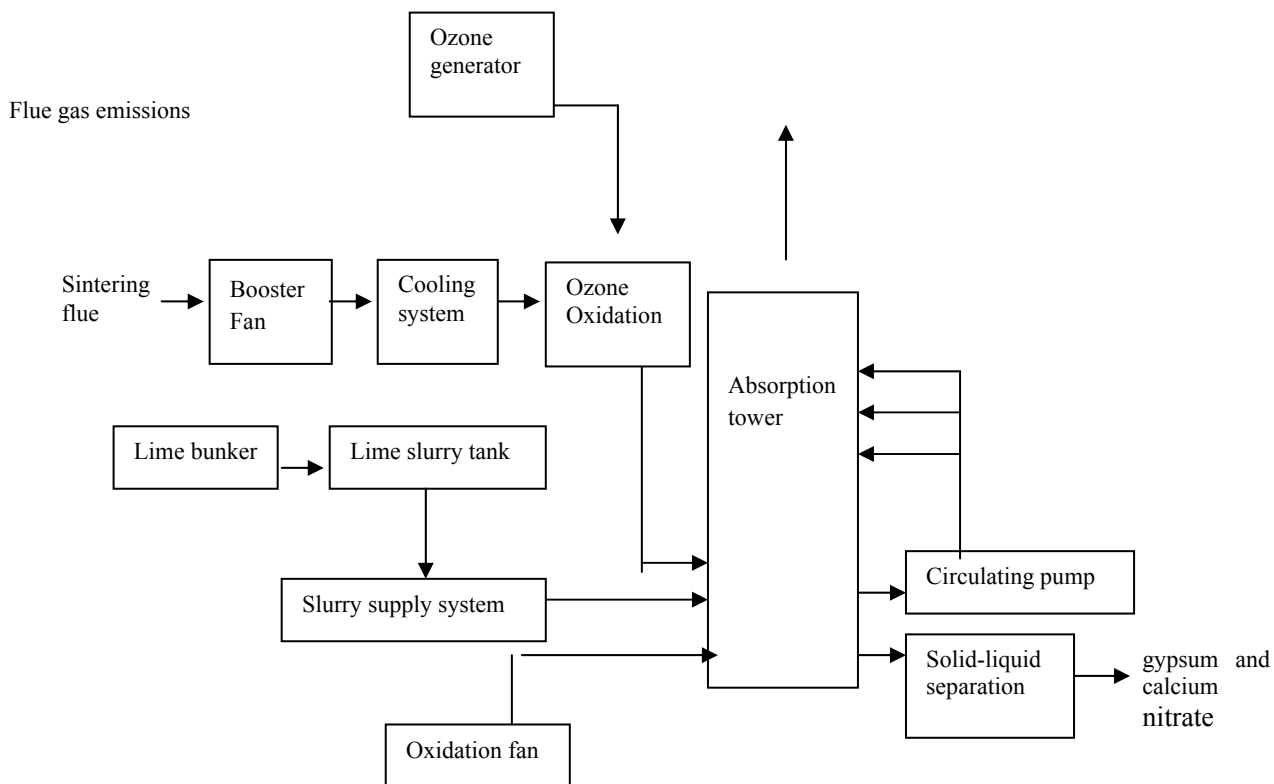 Ozone
generator
Flue gas emissions
Sintering
flue
Booster
Fan
Cooling
system
Ozone
Oxidation
Absorption
tower
Lime bunker
Lime slurry tank
Slurry supply system
Circulating pump
Solid-liquid
separation
gypsum and
calcium
nitrate
Oxidation fan